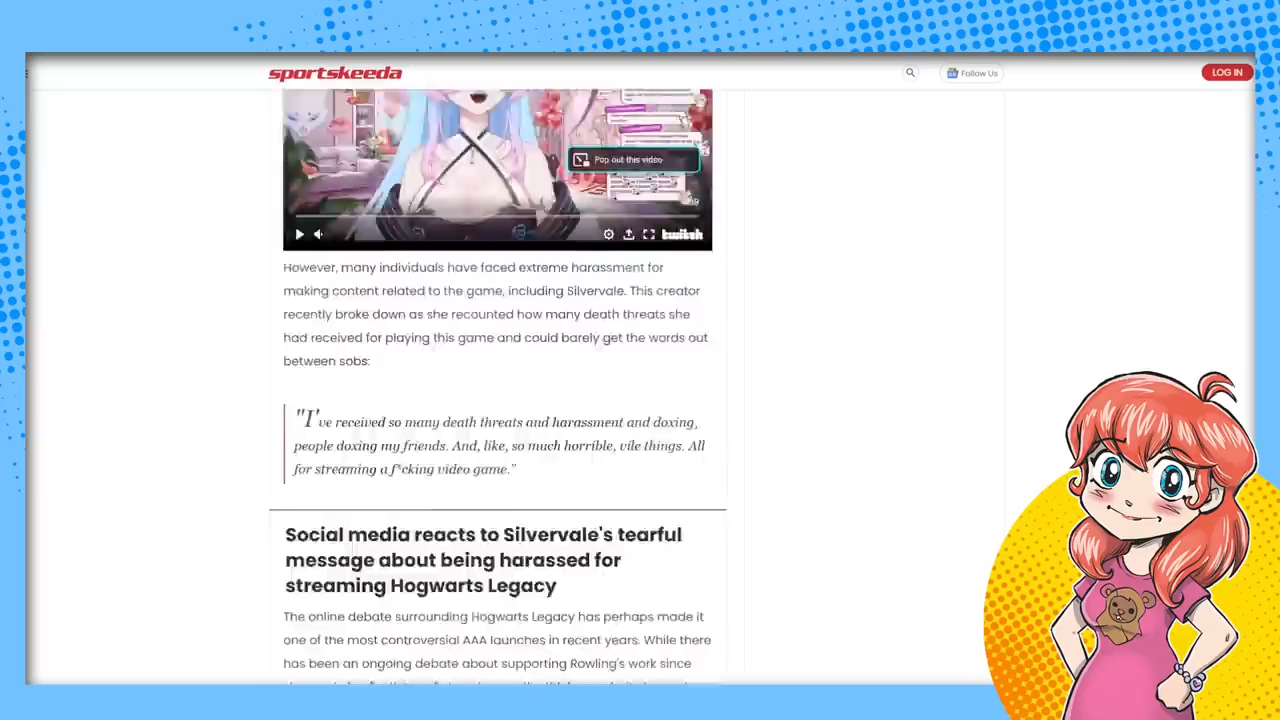 sportskeeda
Follow Us
LOG IN
Pop out this video
twitch
However, many individuals have faced extreme harassment for
making content related to the game, including Silvervale. This creator
recently broke down as she recounted how many death threats she
had received for playing this game and could barely get the words out
between sobs:
"I've received so many death threats and harassment and doxing,
people doxing my friends. And, like, so much horrible, vile things. All
for streaming a f*cking video game."
Social media reacts to Silvervale's tearful
message about being harassed for
streaming Hogwarts Legacy
The online debate surrounding Hogwarts Legacy has perhaps made it
one of the most controversial AAA launches in recent years. While there
has been an ongoing debate about supporting Rowling's work since